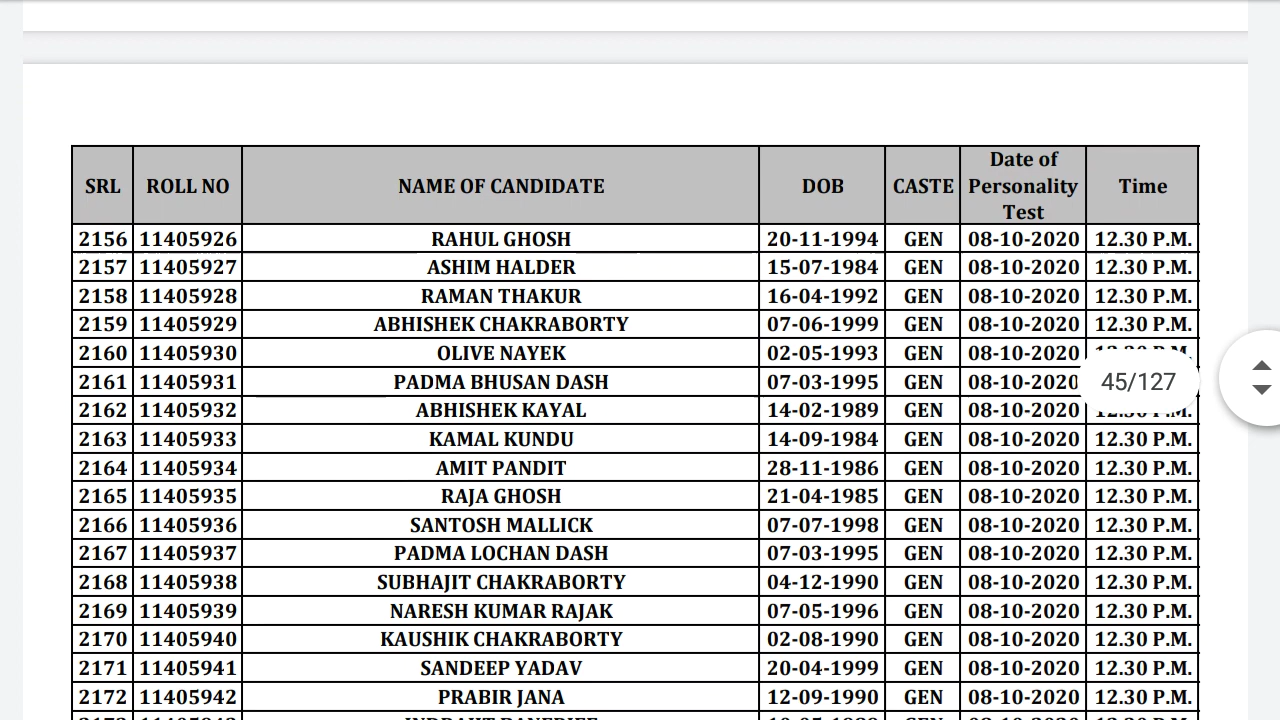 SRL ROLL NO NAME OF CANDIDATE DOB CASTE Date of Personality Test Time
2156 11405926 RAHUL GHOSH 20-11-1994 GEN 08-10-2020 12.30 P.M.
2157 11405927 ASHIM HALDER 15-07-1984 GEN 08-10-2020 12.30 P.M.
2158 11405928 RAMAN THAKUR 16-04-1992 GEN 08-10-2020 12.30 P.M.
2159 11405929 ABHISHEK CHAKRABORTY 07-06-1999 GEN 08-10-2020 12.30 P.M.
2160 11405930 OLIVE NAYEK 02-05-1993 GEN 08-10-2020
2161 11405931 PADMA BHUSAN DASH 07-03-1995 GEN 08-10-2020 45/127
2162 11405932 ABHISHEK KAYAL 14-02-1989 GEN 08-10-2020
2163 11405933 KAMAL KUNDU 14-09-1984 GEN 08-10-2020 12.30 P.M.
2164 11405934 AMIT PANDIT 28-11-1986 GEN 08-10-2020 12.30 P.M.
2165 11405935 RAJA GHOSH 21-04-1985 GEN 08-10-2020 12.30 P.M.
2166 11405936 SANTOSH MALLICK 07-07-1998 GEN 08-10-2020 12.30 P.M.
2167 11405937 PADMA LOCHAN DASH 07-03-1995 GEN 08-10-2020 12.30 P.M.
2168 11405938 SUBHAJIT CHAKRABORTY 04-12-1990 GEN 08-10-2020 12.30 P.M.
2169 11405939 NARESH KUMAR RAJAK 07-05-1996 GEN 08-10-2020 12.30 P.M.
2170 11405940 KAUSHIK CHAKRABORTY 02-08-1990 GEN 08-10-2020 12.30 P.M.
2171 11405941 SANDEEP YADAV 20-04-1999 GEN 08-10-2020 12.30 P.M.
2172 11405942 PRABIR JANA 12-09-1990 GEN 08-10-2020 12.30 P.M.